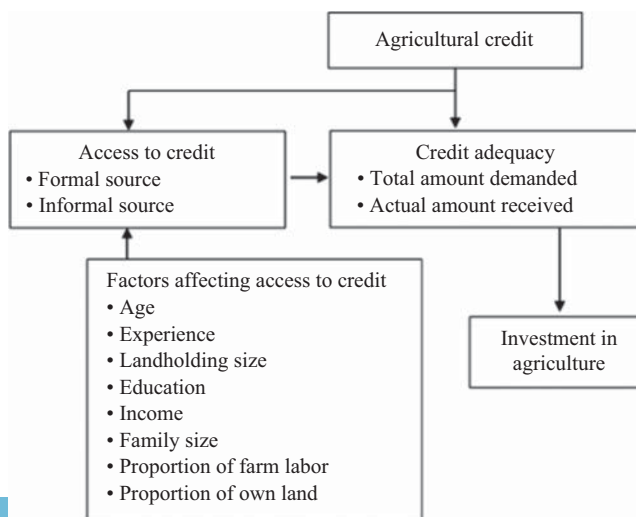 Agricultural credit
Access to credit
• Formal source
• Informal source
Credit adequacy
• Total amount demanded
• Actual amount received
Factors affecting access to credit
• Age
• Experience
• Landholding size
• Education
• Income
• Family size
• Proportion of farm labor
• Proportion of own land
Investment in
agriculture